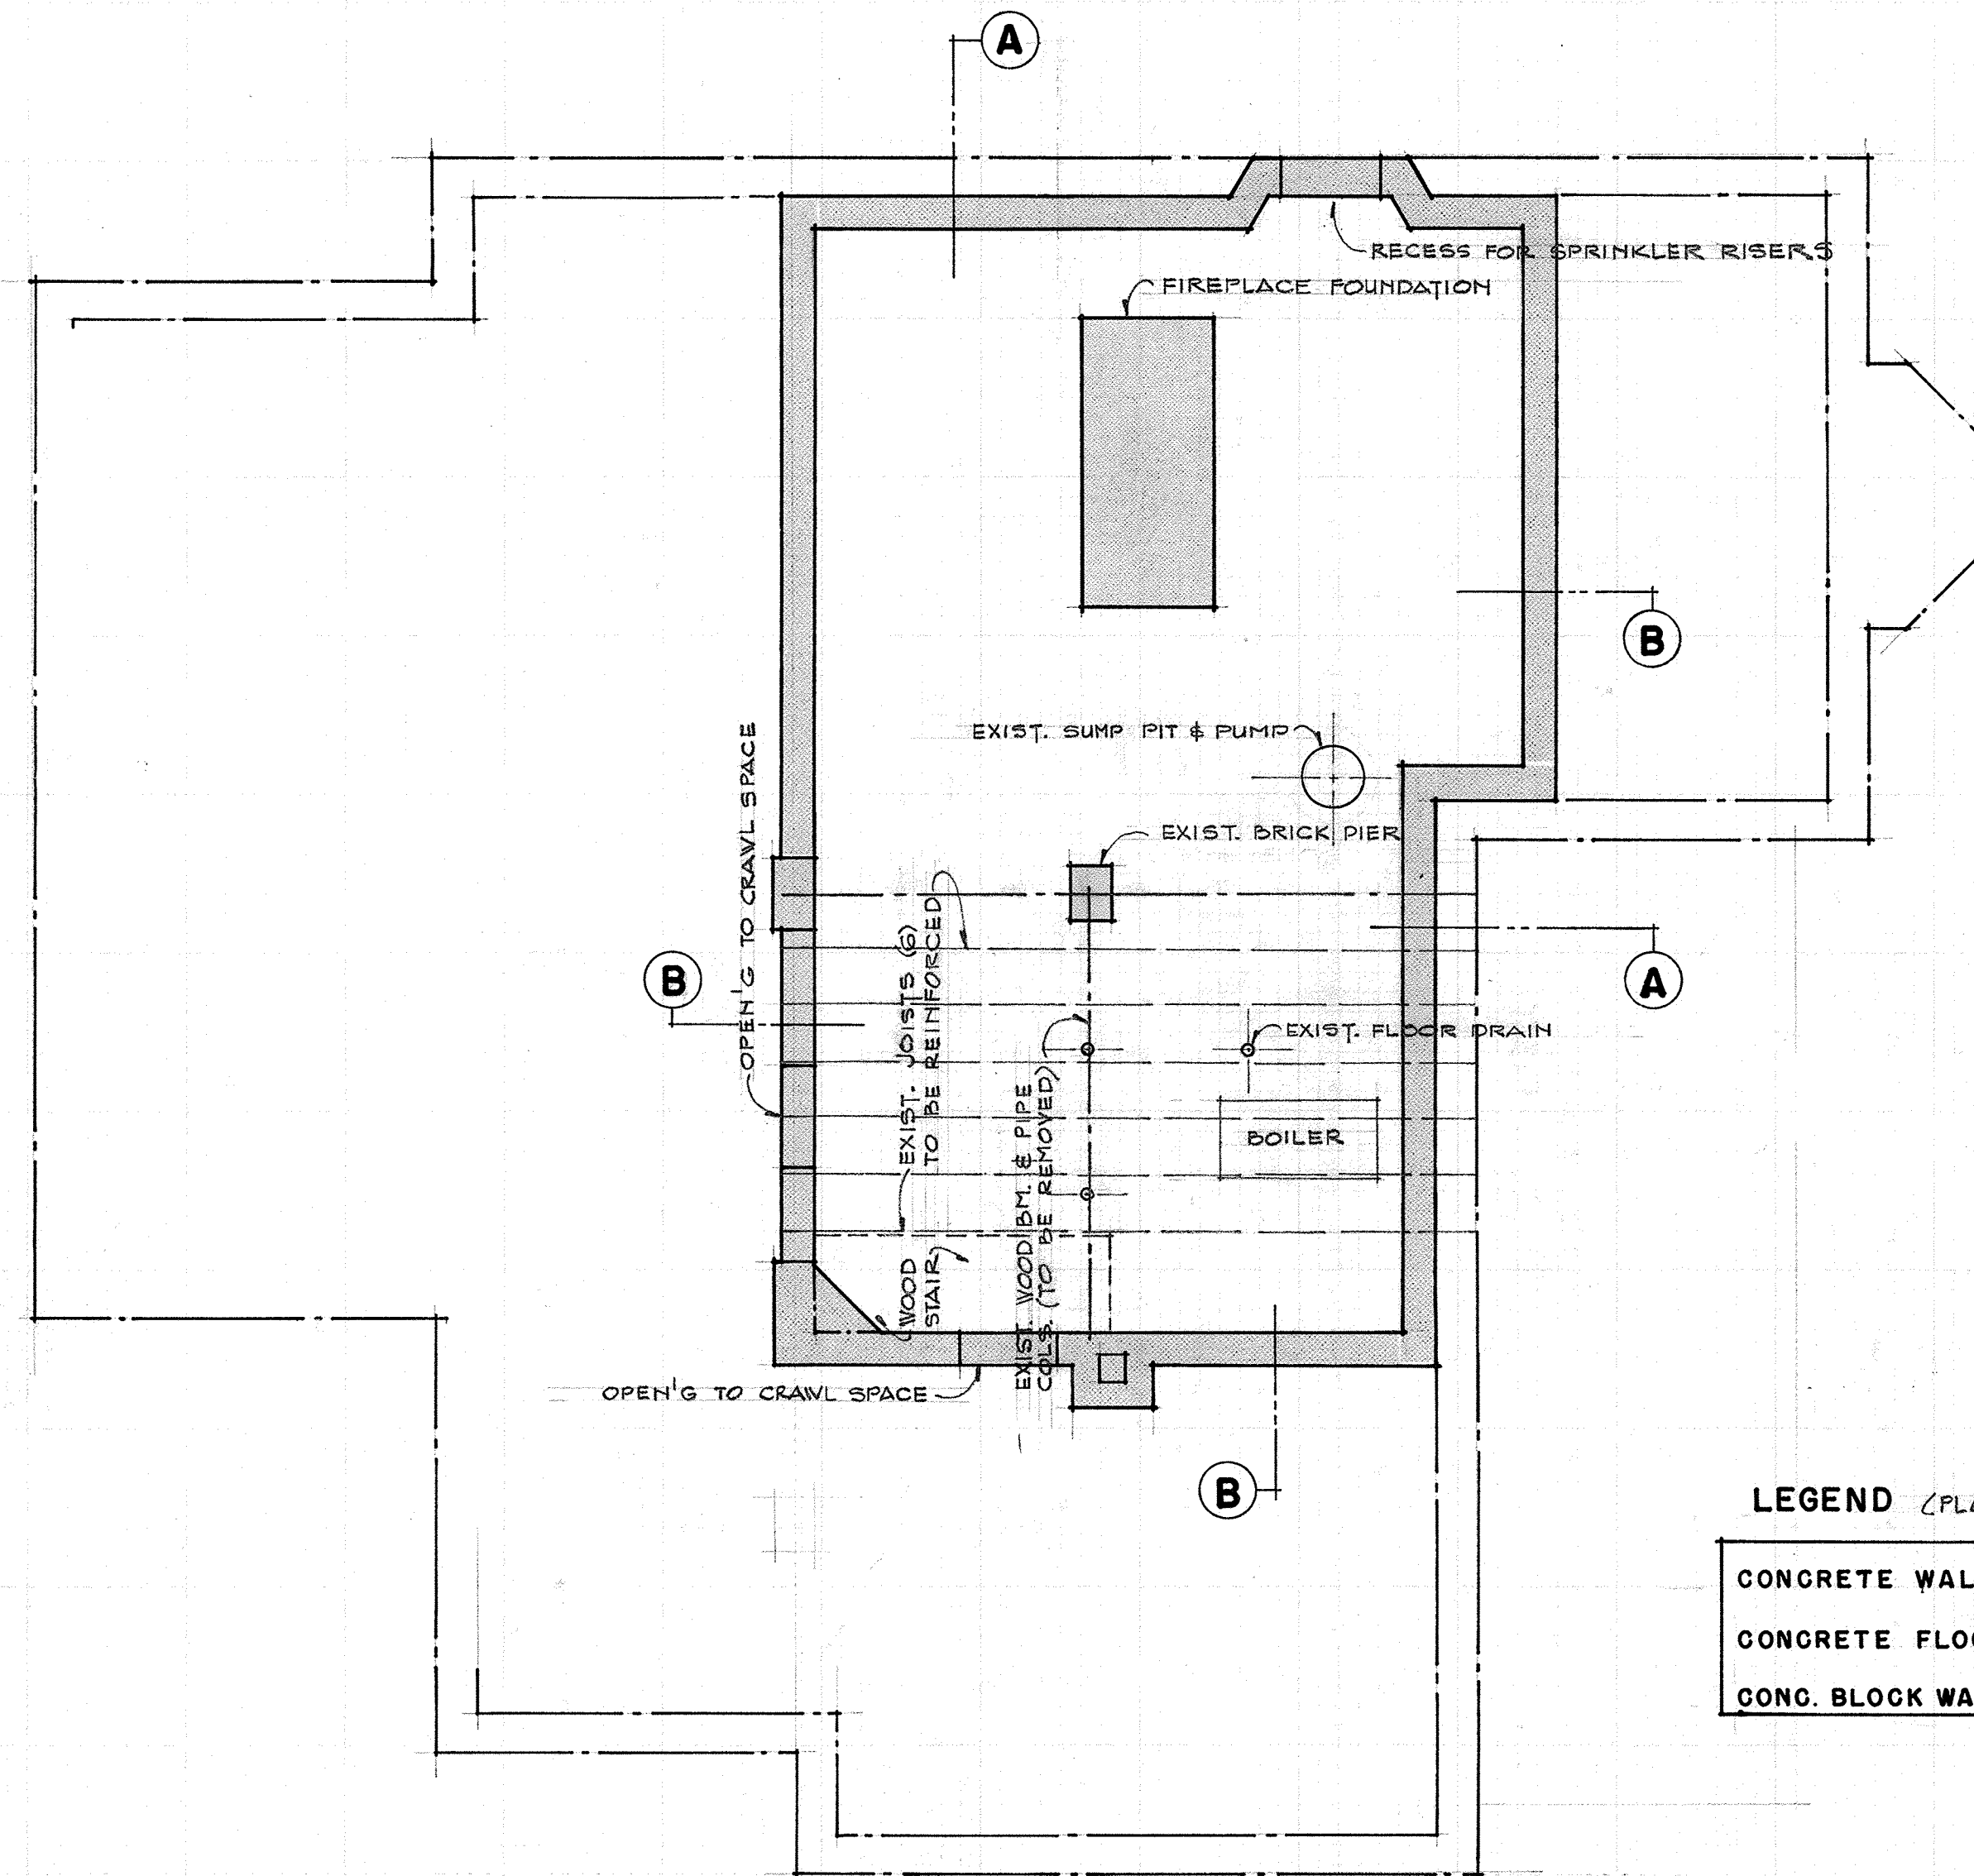 A
RECESS FOR SPRINKLER RISERS
FIREPLACE FOUNDATION
B
EXIST. SUMP PIT & PUMP
OPEN'G TO CRAWL SPACE
EXIST. BRICK PIER
EXIST. JOISTS (6)
TO BE REINFORCED
B
A
EXIST. FLOOR DRAIN
EXIST. WOOD BM. & PIPE
COLS. (TO BE REMOVED)
BOILER
WOOD
STAIR
OPEN'G TO CRAWL SPACE
B
LEGEND
CONCRETE WAL
CONCRETE FLOO
CONC. BLOCK WA